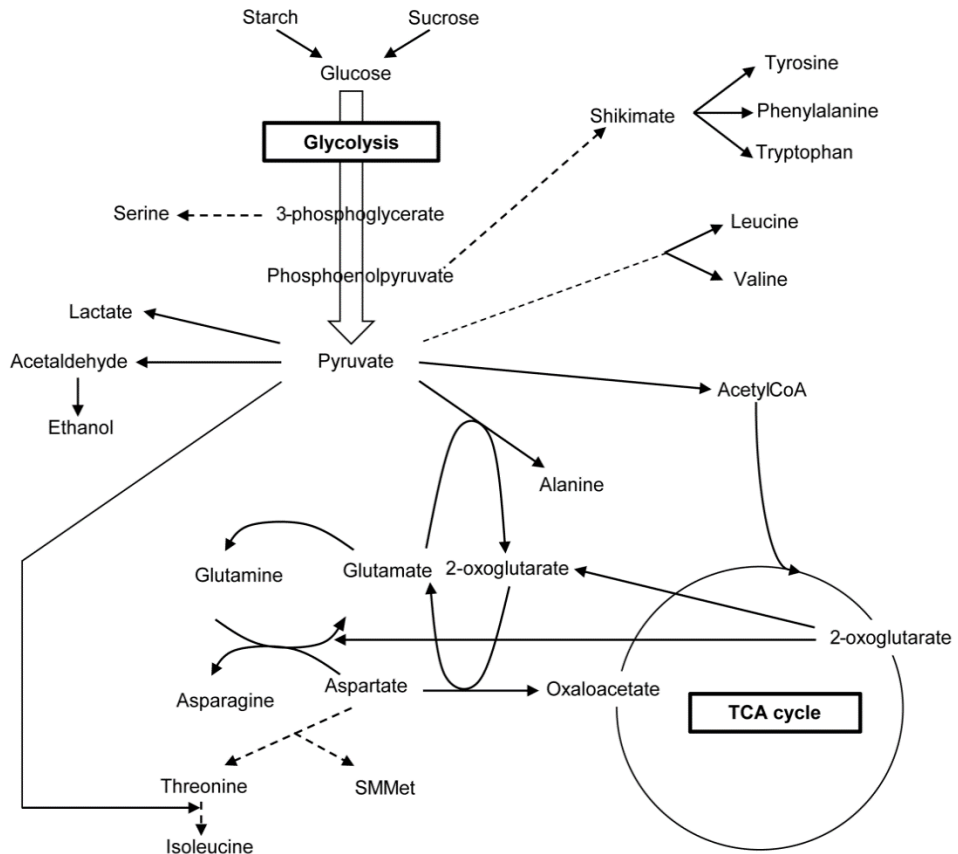 Starch
Sucrose
Glucose
Tyrosine
Shikimate
Phenylalanine
Glycolysis
Tryptophan
Serine
3-phosphoglycerate
Leucine
Phosphoenolpyruvate
Valine
Lactate
Acetaldehyde
Pyruvate
AcetylCoA
Ethanol
Alanine
Glutamine
Glutamate
2-oxoglutarate
2-oxoglutarate
Asparagine
Aspartate
Oxaloacetate
TCA cycle
Threonine
SMMet
Isoleucine